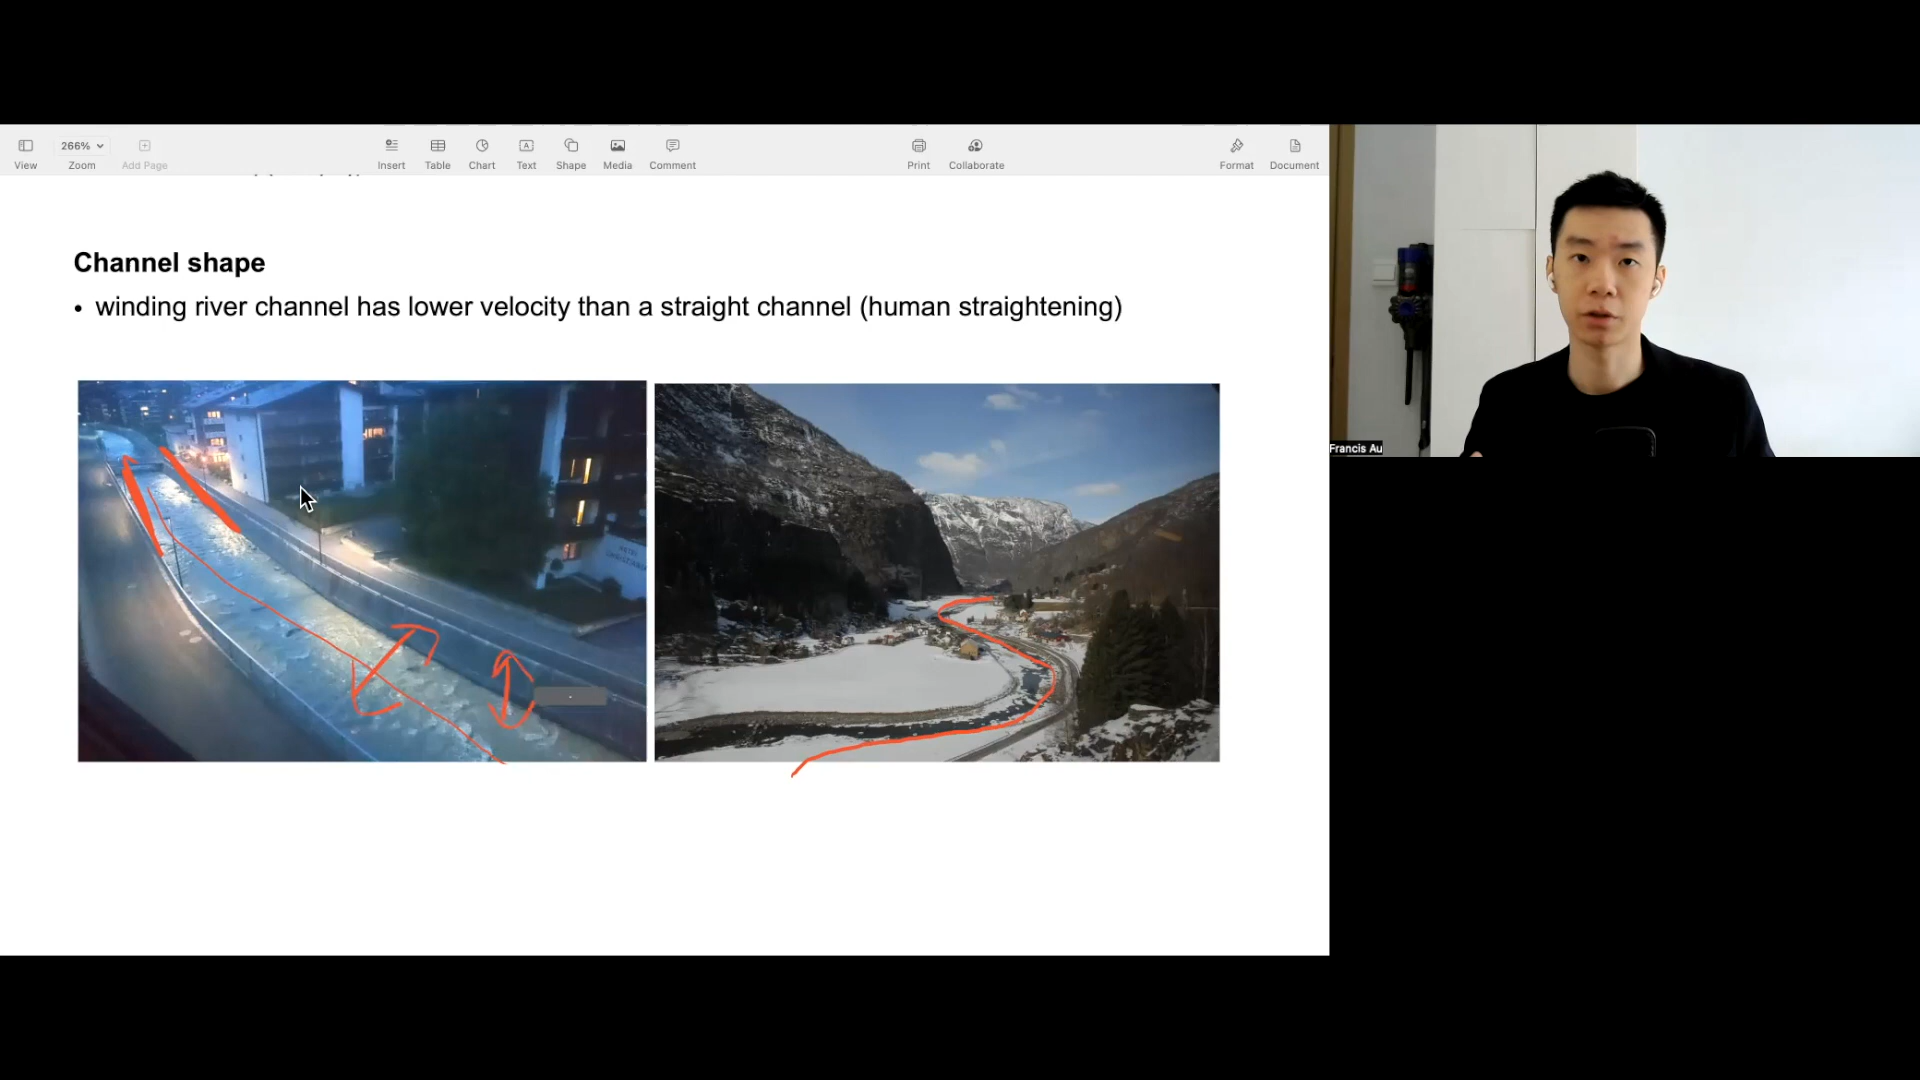 266%
View
Zoom
Add Page
Insert
Table
Chart
Text
Shape
Media
Comment
Print
Collaborate
Format
Document
Channel shape
• winding river channel has lower velocity than a straight channel (human straightening)
Francis Au